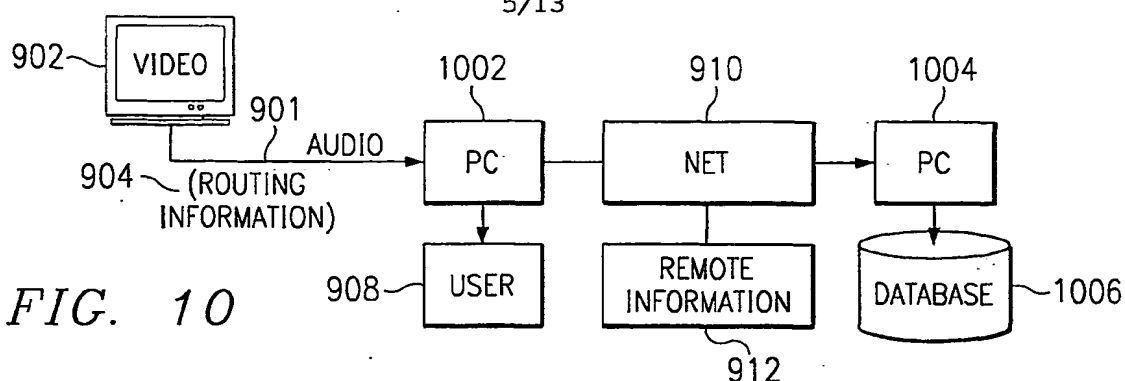 5/13
902
VIDEO
901
AUDIO
904
(ROUTING
INFORMATION)
1002
PC
910
NET
1004
PC
908
USER
REMOTE
INFORMATION
912
DATABASE
1006
FIG. 10